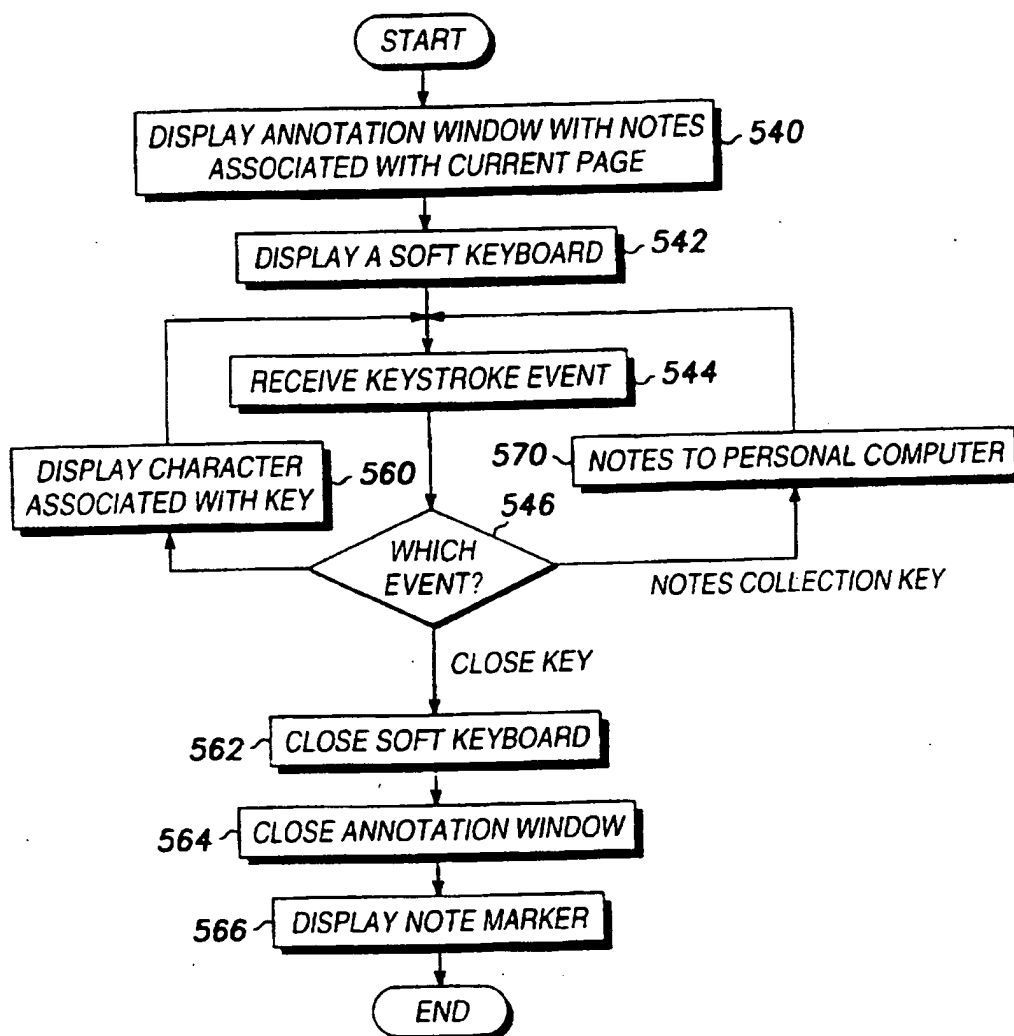 START
DISPLAY ANNOTATION WINDOW WITH NOTES
ASSOCIATED WITH CURRENT PAGE
540
DISPLAY A SOFT KEYBOARD
542
RECEIVE KEYSTROKE EVENT
544
DISPLAY CHARACTER
ASSOCIATED WITH KEY
560
570
NOTES TO PERSONAL COMPUTER
546
WHICH
EVENT?
NOTES COLLECTION KEY
CLOSE KEY
562
CLOSE SOFT KEYBOARD
564
CLOSE ANNOTATION WINDOW
566
DISPLAY NOTE MARKER
END